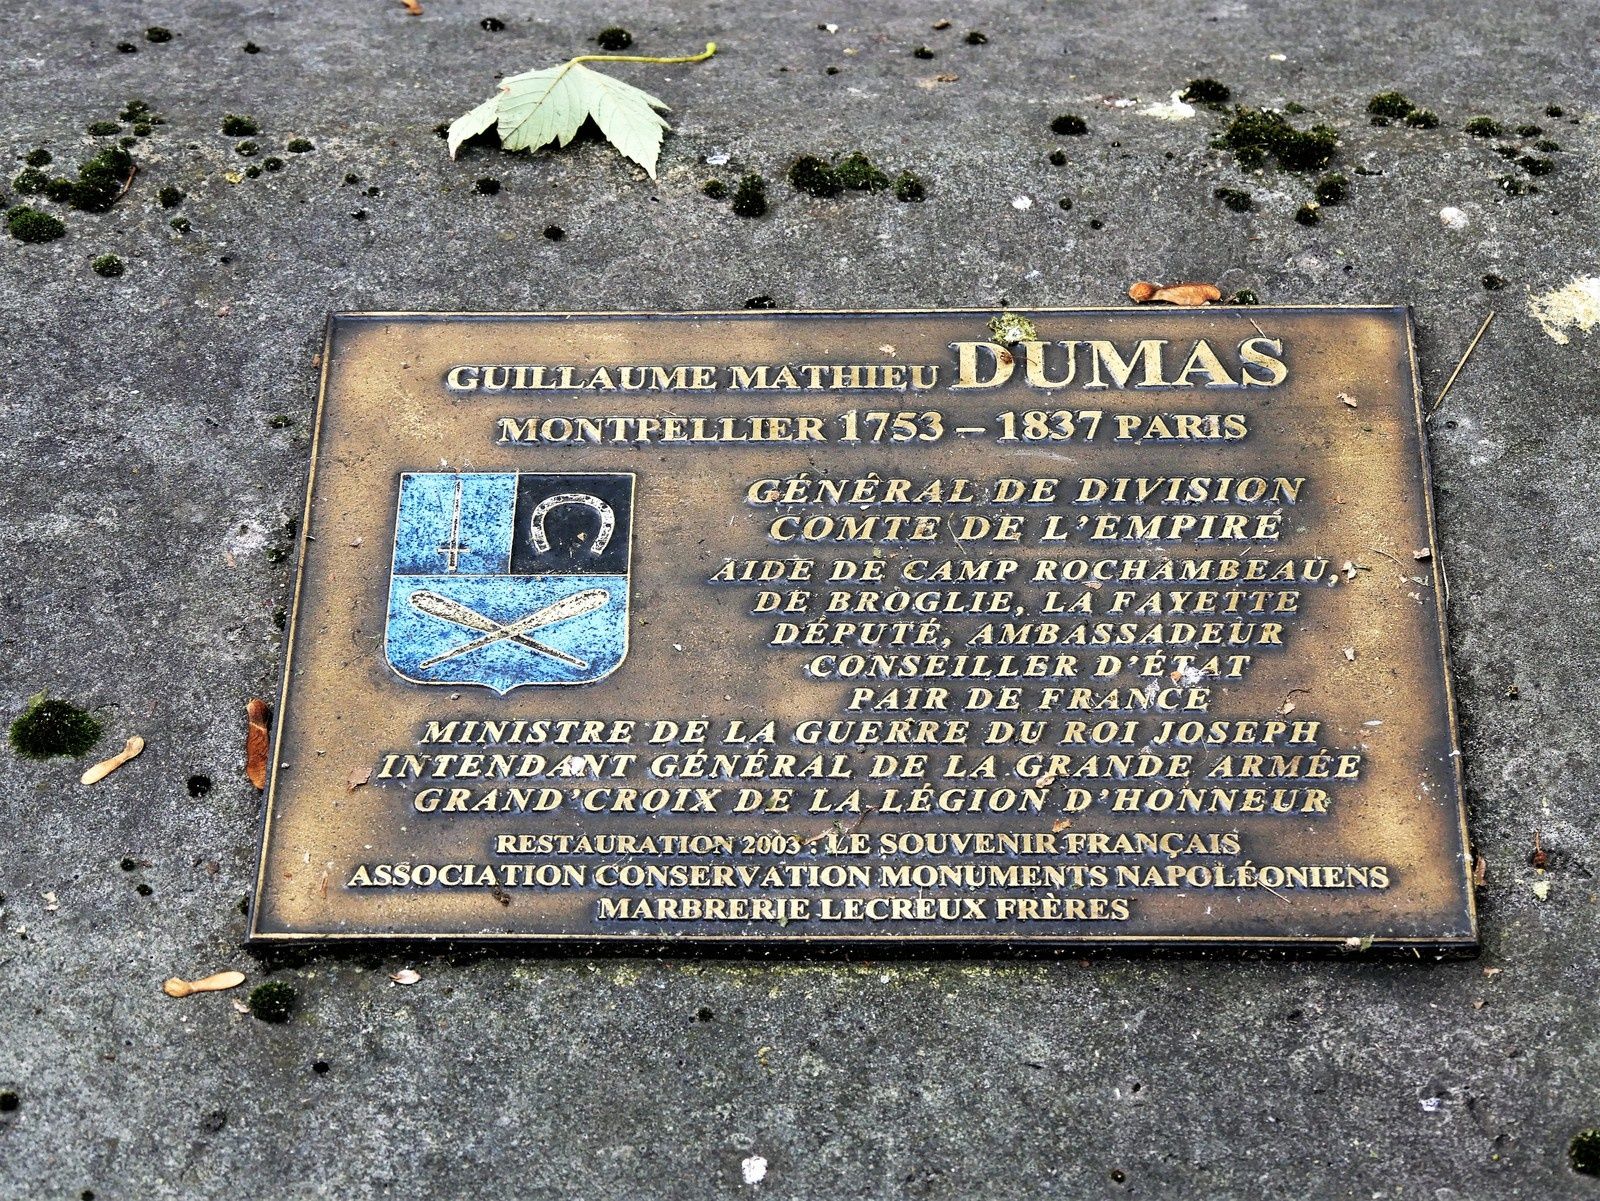 GUILLAUME MATHIEU DUMAS
MONTPELLIER 1753 – 1837 PARIS
GÉNÊRAL DE DIVISION
COMTE DE L'EMPIRE
AIDE DE CAMP ROCHAMBEAU,
DE BROGLIE, LA FAYETTE
DÉPUTÉ, AMBASSADEUR
CONSEILLER D'ÉTAT
PAIR DE FRANCE
MINISTRE DE LA GUERRE DU ROI JOSEPH
INTENDANT GÉNÉRAL DE LA GRANDE ARMÉE
GRAND'CROIX DE LA LÉGION D'HONNEUR
RESTAURATION 2003 : LE SOUVENIR FRANÇAIS
ASSOCIATION CONSERVATION MONUMENTS NAPOLÉONIENS
MARBRERIE LECREUX FRÈRES